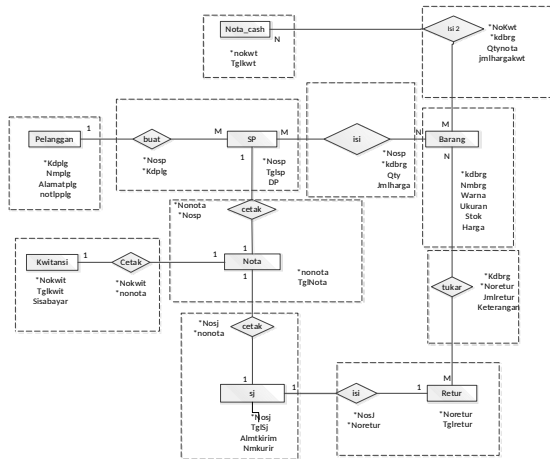 Nota_cash
N
*nokwt
Tglkwt
Isi 2
*NoKwt
*kdbrg
Qtynota
jmlhargakwt
M
Pelanggan
1
buat
M
SP
M
isi
N
Barang
*Kdplg
Nmplg
Alamatplg
notlpplg
*Nosp
*Kdplg
1
*Nosp
Tglsp
DP
*Nosp
*kdbrg
Qty
Jmlharga
N
*kdbrg
Nmbrg
Warna
Ukuran
Stok
Harga
*Nonota
*Nosp
cetak
1
Kwitansi
1
Cetak
1
Nota
*Nokwit
Tglkwit
Sisabayar
*Nokwit
*nonota
1
*nonota
TglNota
tukar
*Kdbrg
*Noretur
Jmlretur
Keterangan
*Nosj
*nonota
cetak
1
sj
1
isi
1
M
Retur
*Nosj
TglSj
Almtkirim
Nmkurir
*NosJ
*Noretur
*Noretur
Tglretur